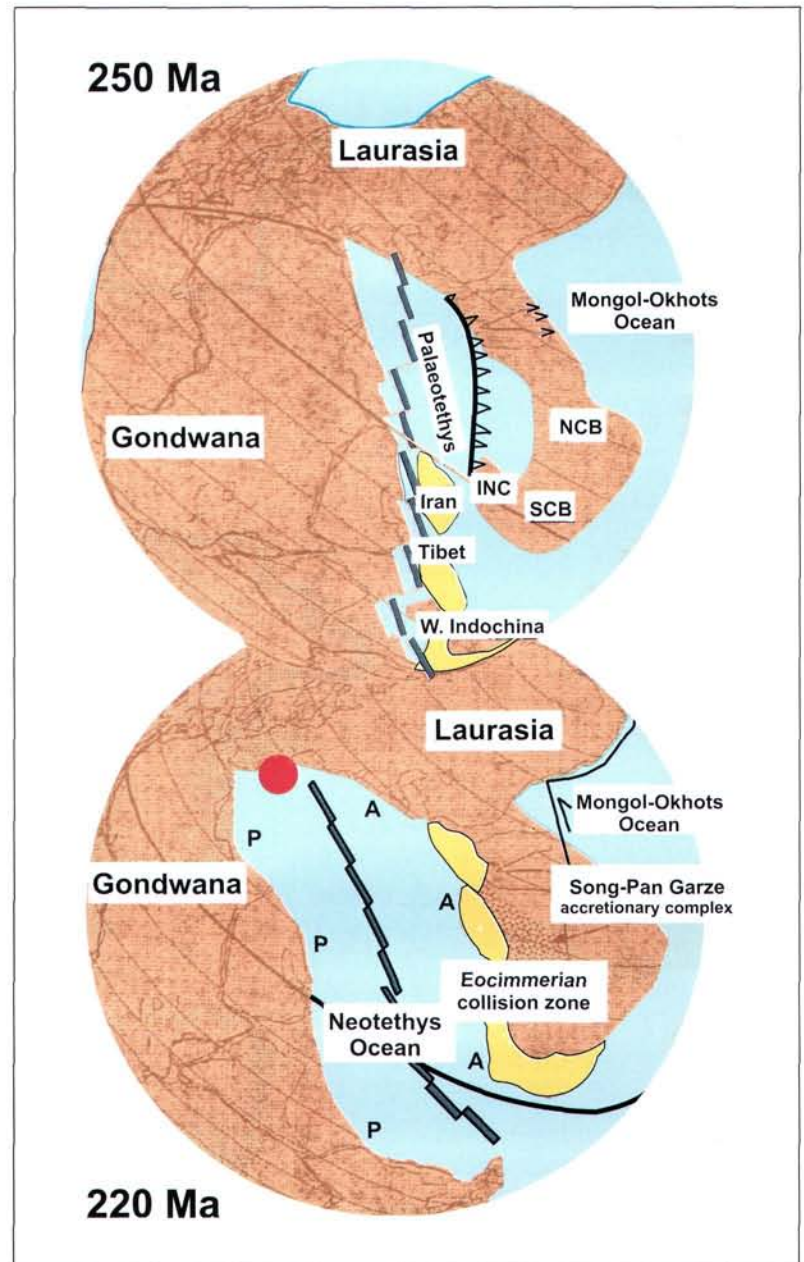 250 Ma
Laurasia
Mongol-Okhots
Ocean
Palaeotethys
Gondwana
NCB
INC
Iran
SCB
Tibet
W. Indochina
Laurasia
Mongol-Okhots
Ocean
A
P
Gondwana
Song-Pan Garze
accretionary complex
A
P
Eocimmerian
collision zone
Neotethys
Ocean
A
P
220 Ma